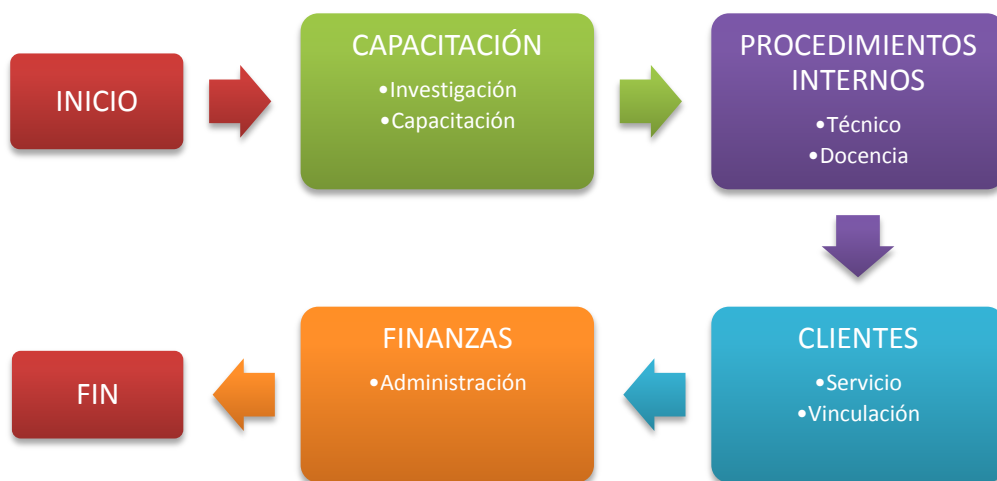 INICIO
CAPACITACIÓN
•Investigación
•Capacitación
PROCEDIMIENTOS
INTERNOS
•Técnico
•Docencia
CLIENTES
•Servicio
•Vinculación
FINANZAS
•Administración
FIN